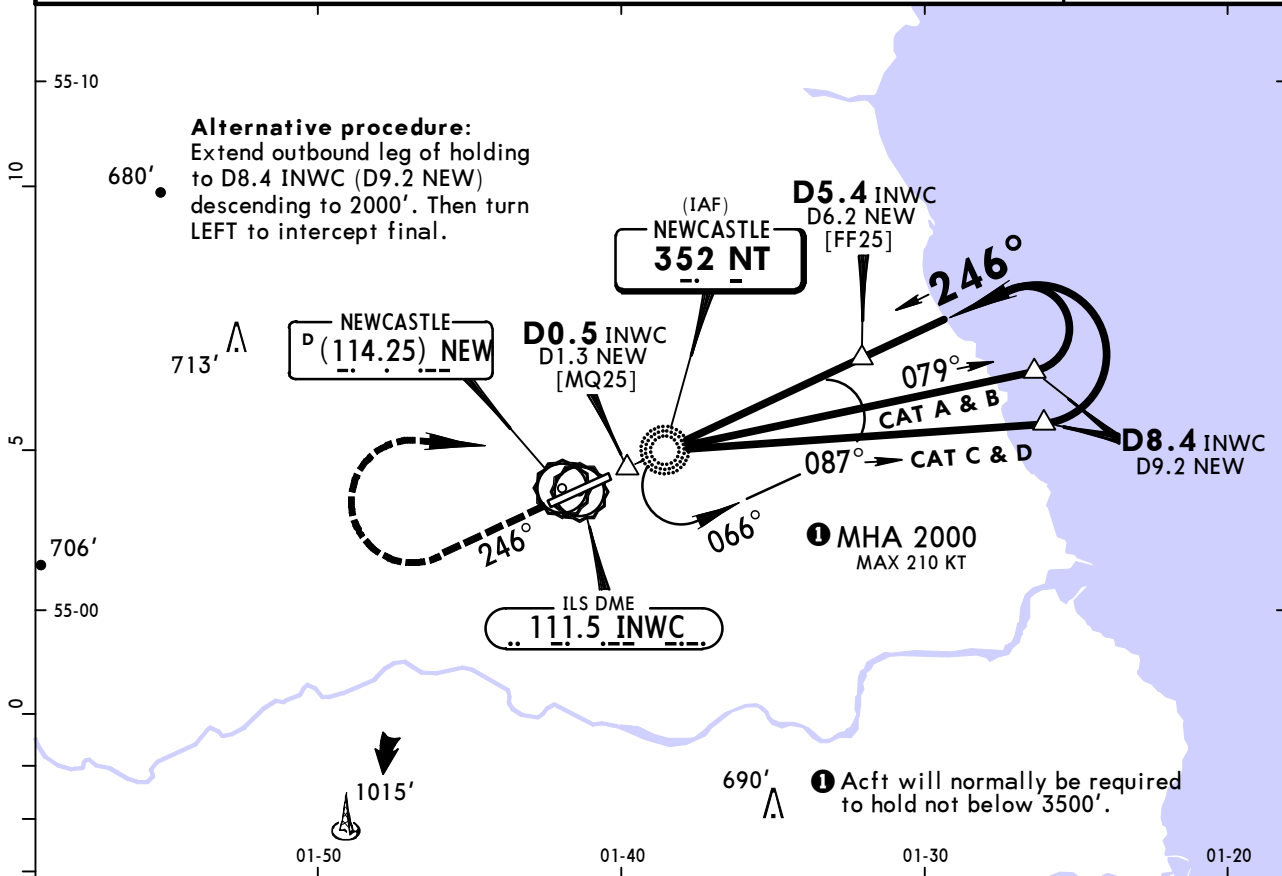 55-10
10
5
55-00
0
Alternative procedure:
Extend outbound leg of holding
to D8.4 INWC (D9.2 NEW)
descending to 2000'. Then turn
LEFT to intercept final.
680'
713'
706'
(IAF)
NEWCASTLE
352 NT
D5.4 INWC
D6.2 NEW
[FF25]
246°
NEWCASTLE
D (114.25) NEW
D0.5 INWC
D1.3 NEW
[MQ25]
079°
CAT A & B
087° CAT C & D
D8.4 INWC
D9.2 NEW
066°
246°
1 MHA 2000
MAX 210 KT
ILS DME
111.5 INWC
1015'
690'
1 Acft will normally be required
to hold not below 3500'.
01-50
01-40
01-30
01-20